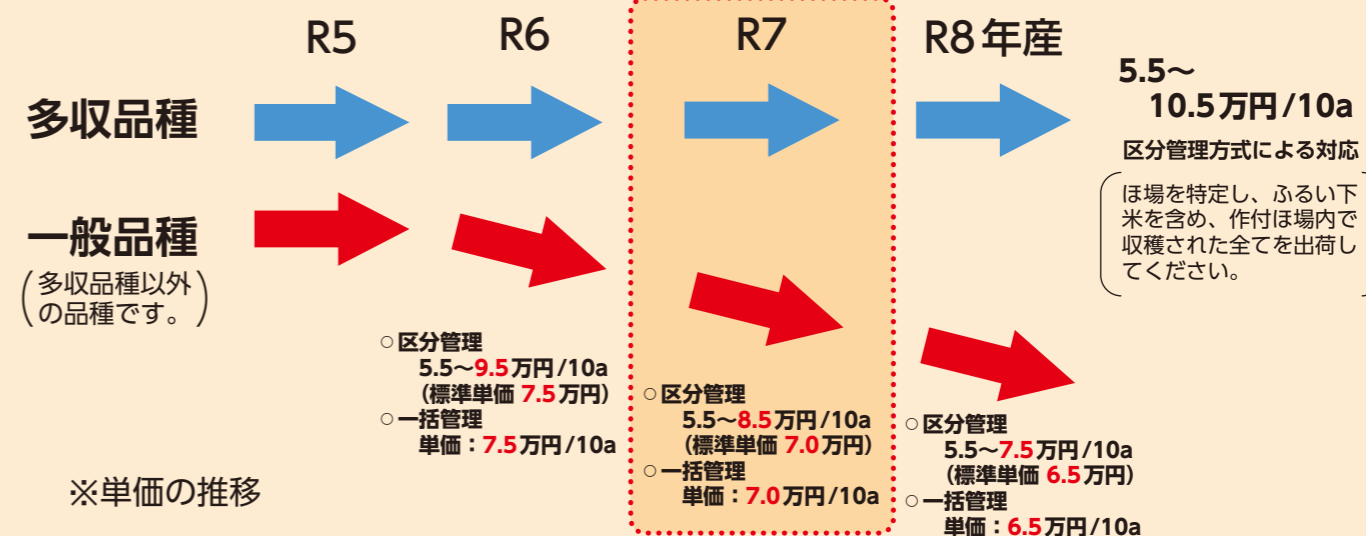 R5
R6
R7
R8年産
多収品種
5.5～
10.5万円/10a
区分管理方式による対応
ほ場を特定し、ふるい下
米を含め、作付ほ場内で
収穫された全てを出荷し
てください。
一般品種
(多収品種以外
の品種です。)
○区分管理
5.5～9.5万円/10a
(標準単価 7.5万円)
○一括管理
単価：7.5万円/10a
○区分管理
5.5～8.5万円/10a
(標準単価 7.0万円)
○一括管理
単価：7.0万円/10a
○区分管理
5.5～7.5万円/10a
(標準単価 6.5万円)
○一括管理
単価：6.5万円/10a
※単価の推移